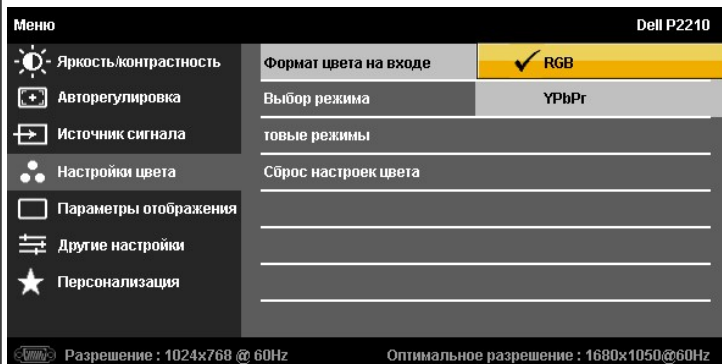 Меню Dell P2210
Яркость/контрастность Формат цвета на входе RGB
Авторегулировка Выбор режима YPbPr
Источник сигнала товые режимы
Настройки цвета Сброс настроек цвета
Параметры отображения
Другие настройки
Персонализация
Разрешение : 1024x768 @ 60Hz Оптимальное разрешение : 1680x1050@60Hz